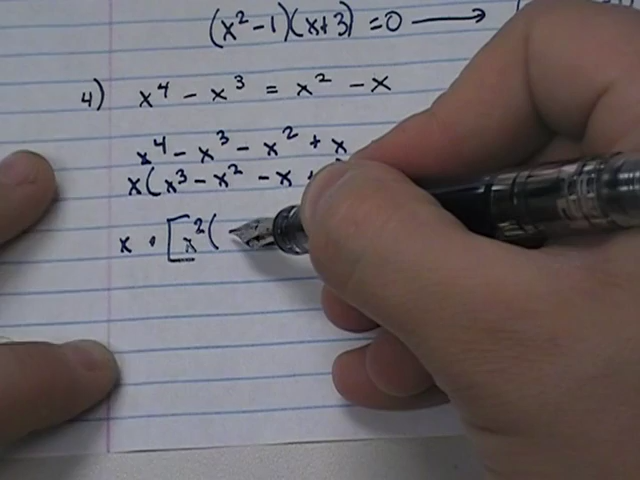 (x² - 1)(x + 3) = 0 →
4) x⁴ - x³ = x² - x
x⁴ - x³ - x² + x
x(x³ - x² - x +
x · [x²(